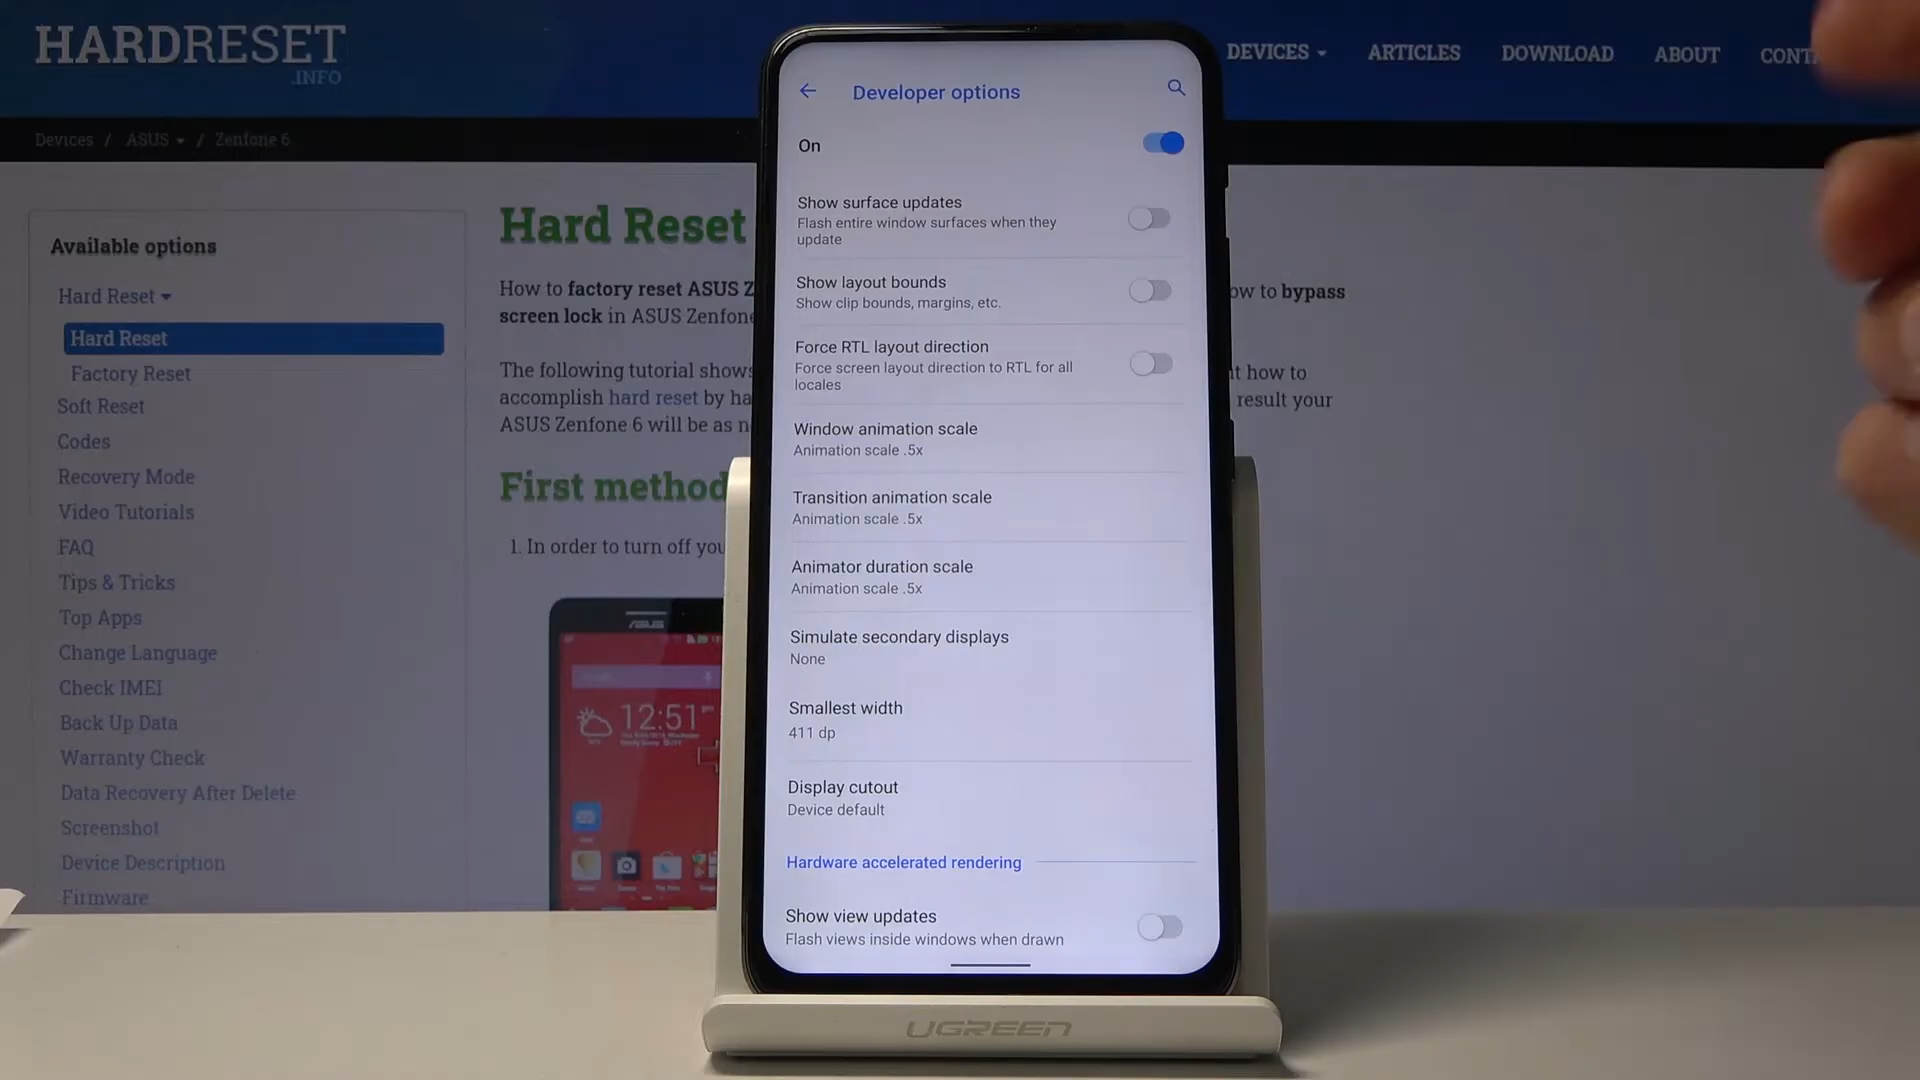 HARDRESET
.INFO
DEVICES
ARTICLES
DOWNLOAD
ABOUT
Devices / ASUS / Zenfone 6
Available options
Hard Reset
Hard Reset
Factory Reset
Soft Reset
Codes
Recovery Mode
Video Tutorials
FAQ
Tips & Tricks
Top Apps
Change Language
Check IMEI
Back Up Data
Warranty Check
Data Recovery After Delete
Screenshot
Device Description
Firmware
Hard Reset
How to factory reset ASUS Z
screen lock in ASUS Zenfone
The following tutorial shows
accomplish hard reset by ha
ASUS Zenfone 6 will be as n
First method
1. In order to turn off you
ow to bypass
t how to
result your
ASUS
12:51
Developer options
On
Show surface updates
Flash entire window surfaces when they
update
Show layout bounds
Show clip bounds, margins, etc.
Force RTL layout direction
Force screen layout direction to RTL for all
locales
Window animation scale
Animation scale .5x
Transition animation scale
Animation scale .5x
Animator duration scale
Animation scale .5x
Simulate secondary displays
None
Smallest width
411 dp
Display cutout
Device default
Hardware accelerated rendering
Show view updates
Flash views inside windows when drawn
UGREEN